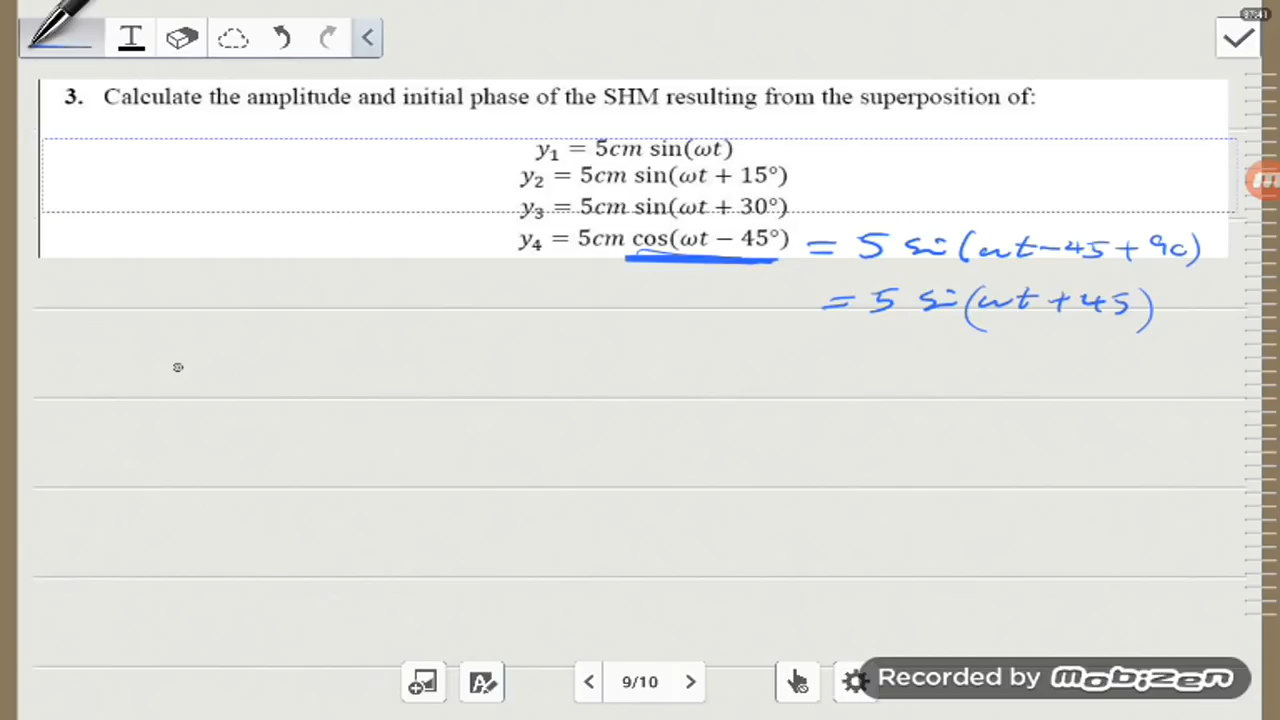 3. Calculate the amplitude and initial phase of the SHM resulting from the superposition of:
y₁ = 5cm sin(ωt)
y₂ = 5cm sin(ωt + 15°)
y₃ = 5cm sin(ωt + 30°)
y₄ = 5cm cos(ωt − 45°) = 5 sin(ωt−45+90)
= 5 sin(ωt+45)
9/10
Recorded by mobizen